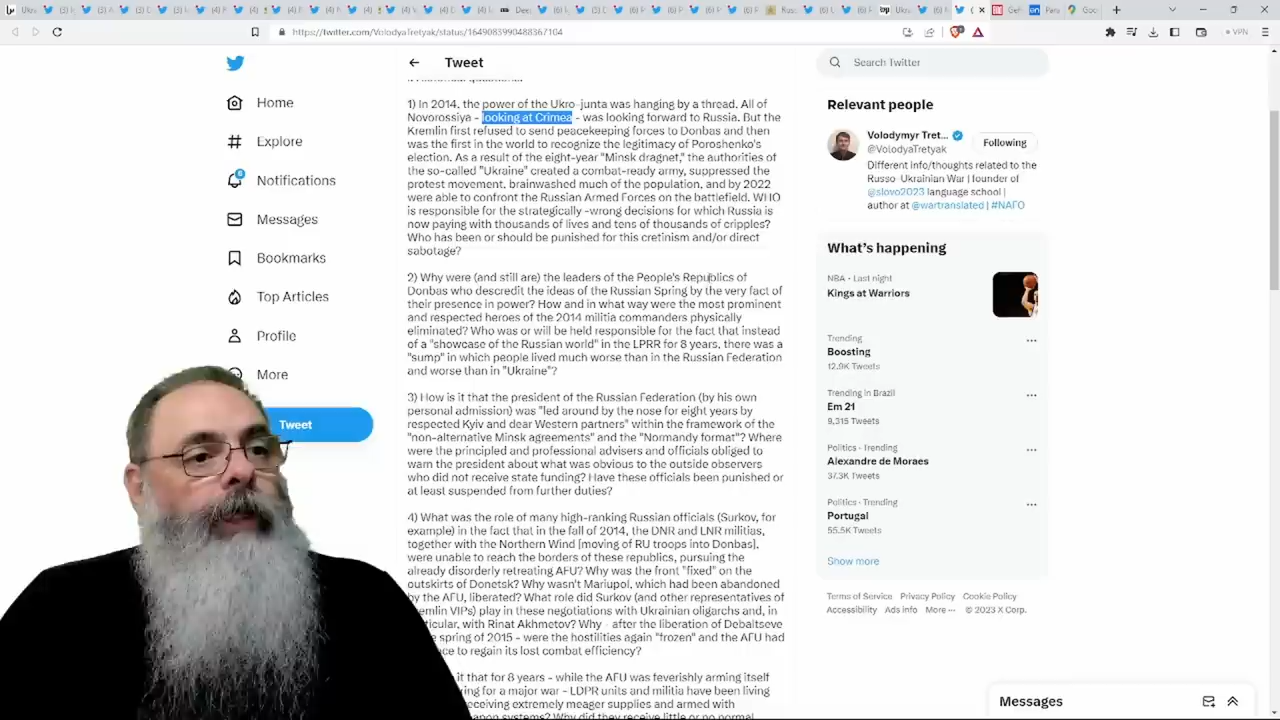 https://twitter.com/VolodyaTretyak/status/1649083990488367104
VPN
Home
Explore
6
Notifications
Messages
Bookmarks
Top Articles
Profile
More
Tweet
Tweet
1) In 2014, the power of the Ukro-junta was hanging by a thread. All of
Novorossiya - looking at Crimea - was looking forward to Russia. But the
Kremlin first refused to send peacekeeping forces to Donbas and then
was the first in the world to recognize the legitimacy of Poroshenko's
election. As a result of the eight-year "Minsk dragnet," the authorities of
the so-called "Ukraine" created a combat-ready army, suppressed the
protest movement, brainwashed much of the population, and by 2022
were able to confront the Russian Armed Forces on the battlefield. WHO
is responsible for the strategically -wrong decisions for which Russia is
now paying with thousands of lives and tens of thousands of cripples?
Who has been or should be punished for this cretinism and/or direct
sabotage?
2) Why were (and still are) the leaders of the People's Republics of
Donbas who descredit the ideas of the Russian Spring by the very fact of
their presence in power? How and in what way were the most prominent
and respected heroes of the 2014 militia commanders physically
eliminated? Who was or will be held responsible for the fact that instead
of a "showcase of the Russian world" in the LPRR for 8 years, there was a
"sump" in which people lived much worse than in the Russian Federation
and worse than in "Ukraine"?
3) How is it that the president of the Russian Federation (by his own
personal admission) was "led around by the nose for eight years by
respected Kyiv and dear Western partners" within the framework of the
"non-alternative Minsk agreements" and the "Normandy format"? Where
were the principled and professional advisers and officials obliged to
warn the president about what was obvious to the outside observers
who did not receive state funding? Have these officials been punished or
at least suspended from further duties?
4) What was the role of many high-ranking Russian officials (Surkov, for
example) in the fact that in the fall of 2014, the DNR and LNR militias,
together with the Northern Wind [moving of RU troops into Donbas],
were unable to reach the borders of these republics, pursuing the
already disorderly retreating AFU? Why was the front "fixed" on the
outskirts of Donetsk? Why wasn't Mariupol, which had been abandoned
by the AFU, liberated? What role did Surkov (and other representatives of
emlin VIPs) play in these negotiations with Ukrainian oligarchs and, in
ticular, with Rinat Akhmetov? Why - after the liberation of Debaltseve
e spring of 2015 - were the hostilities again "frozen" and the AFU had
ce to regain its lost combat efficiency?
it that for 8 years - while the AFU was feverishly arming itself
ing for a major war - LDPR units and militia have been living
eceiving extremely meager supplies and armed with
apon systems? Why did they receive little or no normal
Search Twitter
Relevant people
Volodymyr Tret...
@VolodyaTretyak
Following
Different info/thoughts related to the
Russo-Ukrainian War | founder of
@slovo2023 language school |
author at @wartranslated | #NAFO
What's happening
NBA · Last night
Kings at Warriors
Trending
Boosting
12.9K Tweets
Trending in Brazil
Em 21
9,315 Tweets
Politics · Trending
Alexandre de Moraes
37.3K Tweets
Politics · Trending
Portugal
55.5K Tweets
Show more
Terms of Service Privacy Policy Cookie Policy
Accessibility Ads info More ··· © 2023 X Corp.
Messages